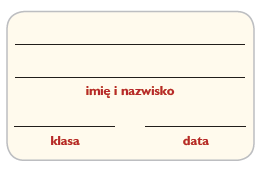 imię i nazwisko
klasa data